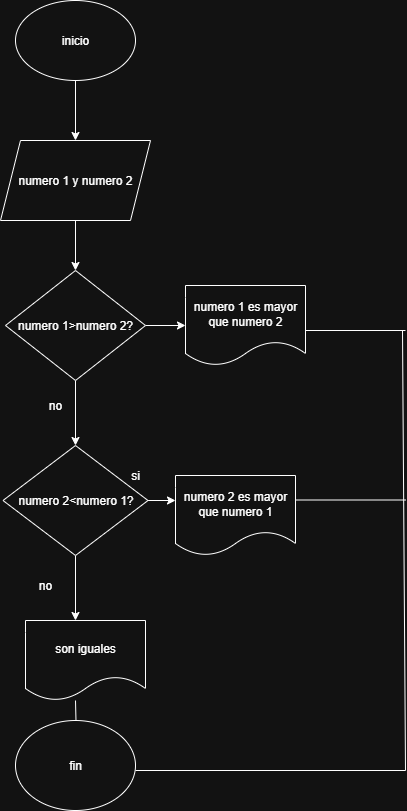 inicio
numero 1 y numero 2
numero 1>numero 2?
numero 1 es mayor
que numero 2
no
si
numero 2<numero 1?
numero 2 es mayor
que numero 1
no
son iguales
fin